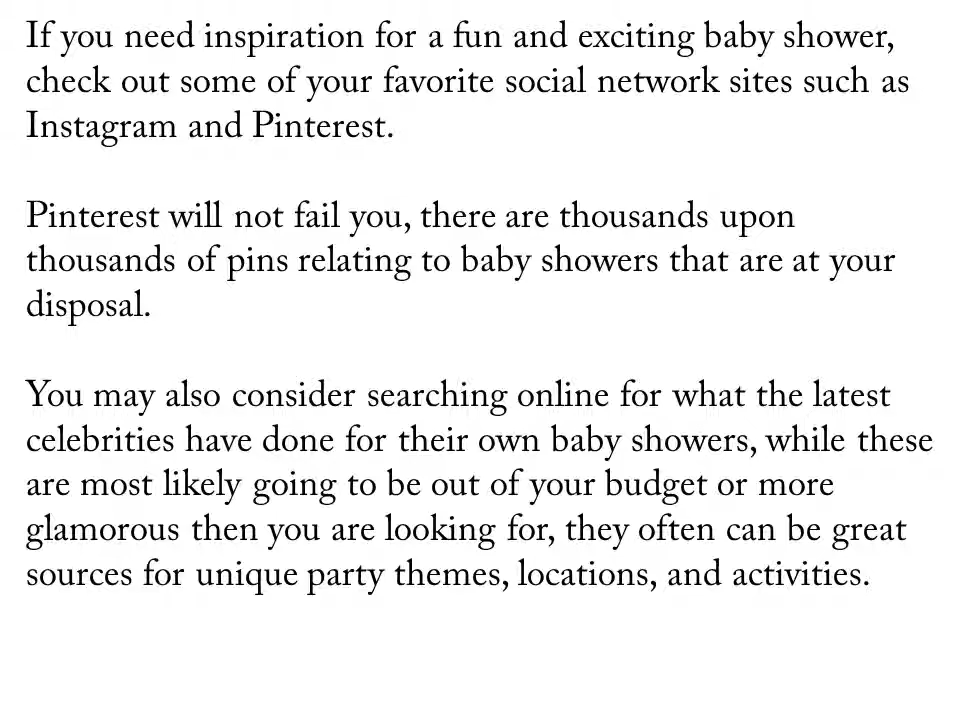 If you need inspiration for a fun and exciting baby shower,
check out some of your favorite social network sites such as
Instagram and Pinterest.
Pinterest will not fail you, there are thousands upon
thousands of pins relating to baby showers that are at your
disposal.
You may also consider searching online for what the latest
celebrities have done for their own baby showers, while these
are most likely going to be out of your budget or more
glamorous then you are looking for, they often can be great
sources for unique party themes, locations, and activities.